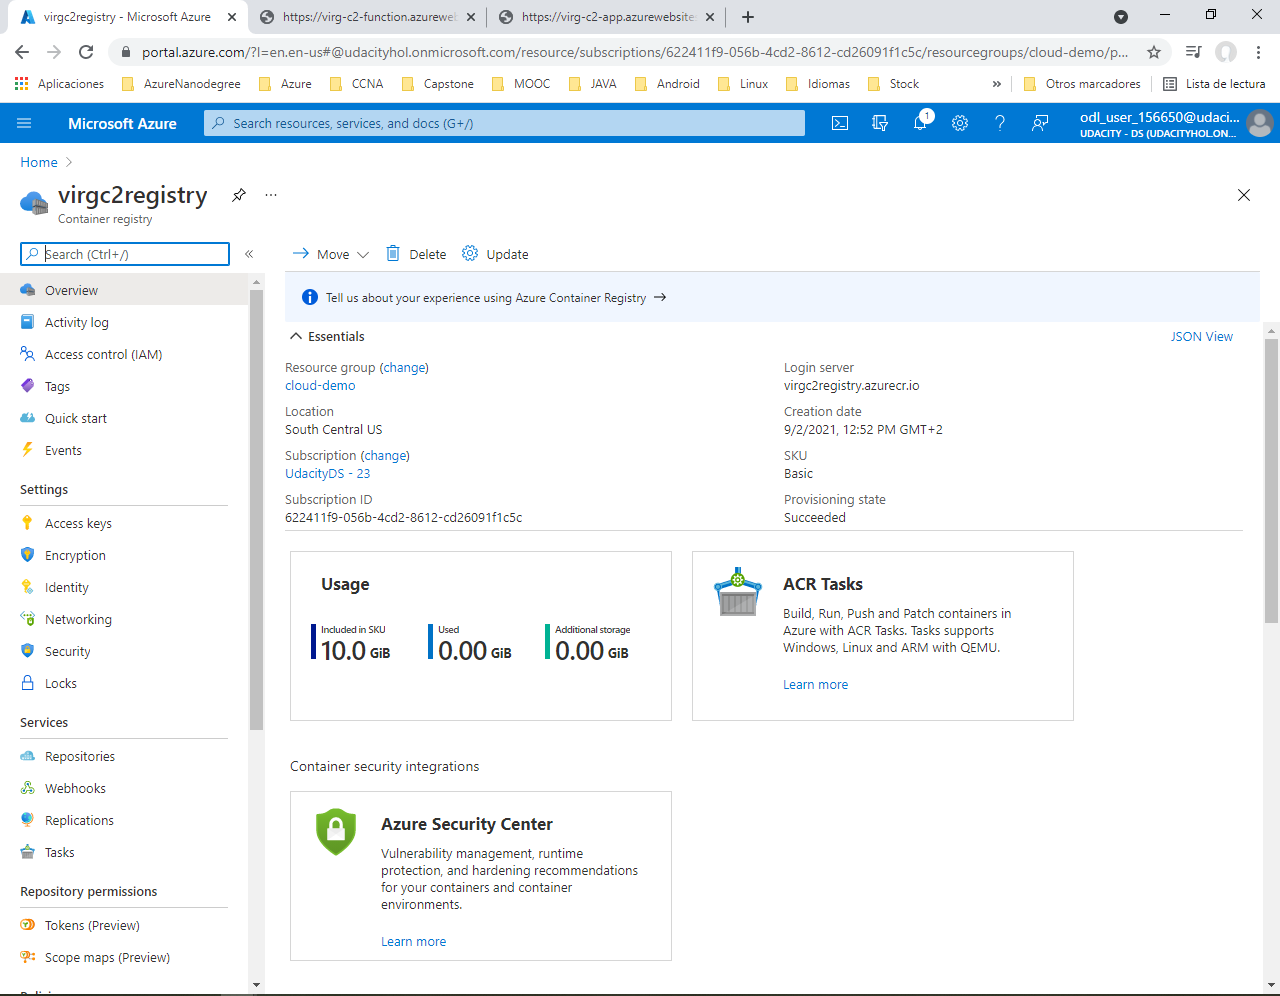 virgc2registry - Microsoft Azure
https://virg-c2-function.azureweb
https://virg-c2-app.azurewebsite
portal.azure.com/?l=en.en-us#@udacityhol.onmicrosoft.com/resource/subscriptions/622411f9-056b-4cd2-8612-cd26091f1c5c/resourcegroups/cloud-demo/p...
Aplicaciones AzureNanodegree Azure CCNA Capstone MOOC JAVA Android Linux Idiomas Stock » Otros marcadores Lista de lectura
Microsoft Azure
Search resources, services, and docs (G+/)
1
odl_user_156650@udaci...
UDACITY - DS (UDACITYHOL.ON...
Home
virgc2registry
...
Container registry
Search (Ctrl+/)
«
Move
Delete
Update
Overview
Activity log
Access control (IAM)
Tags
Quick start
Events
Settings
Access keys
Encryption
Identity
Networking
Security
Locks
Services
Repositories
Webhooks
Replications
Tasks
Repository permissions
Tokens (Preview)
Scope maps (Preview)
Tell us about your experience using Azure Container Registry →
Essentials
JSON View
Resource group (change)
cloud-demo
Location
South Central US
Subscription (change)
UdacityDS - 23
Subscription ID
622411f9-056b-4cd2-8612-cd26091f1c5c
Login server
virgc2registry.azurecr.io
Creation date
9/2/2021, 12:52 PM GMT+2
SKU
Basic
Provisioning state
Succeeded
Usage
Included in SKU
10.0 GiB
Used
0.00 GiB
Additional storage
0.00 GiB
ACR Tasks
Build, Run, Push and Patch containers in
Azure with ACR Tasks. Tasks supports
Windows, Linux and ARM with QEMU.
Learn more
Container security integrations
Azure Security Center
Vulnerability management, runtime
protection, and hardening recommendations
for your containers and container
environments.
Learn more